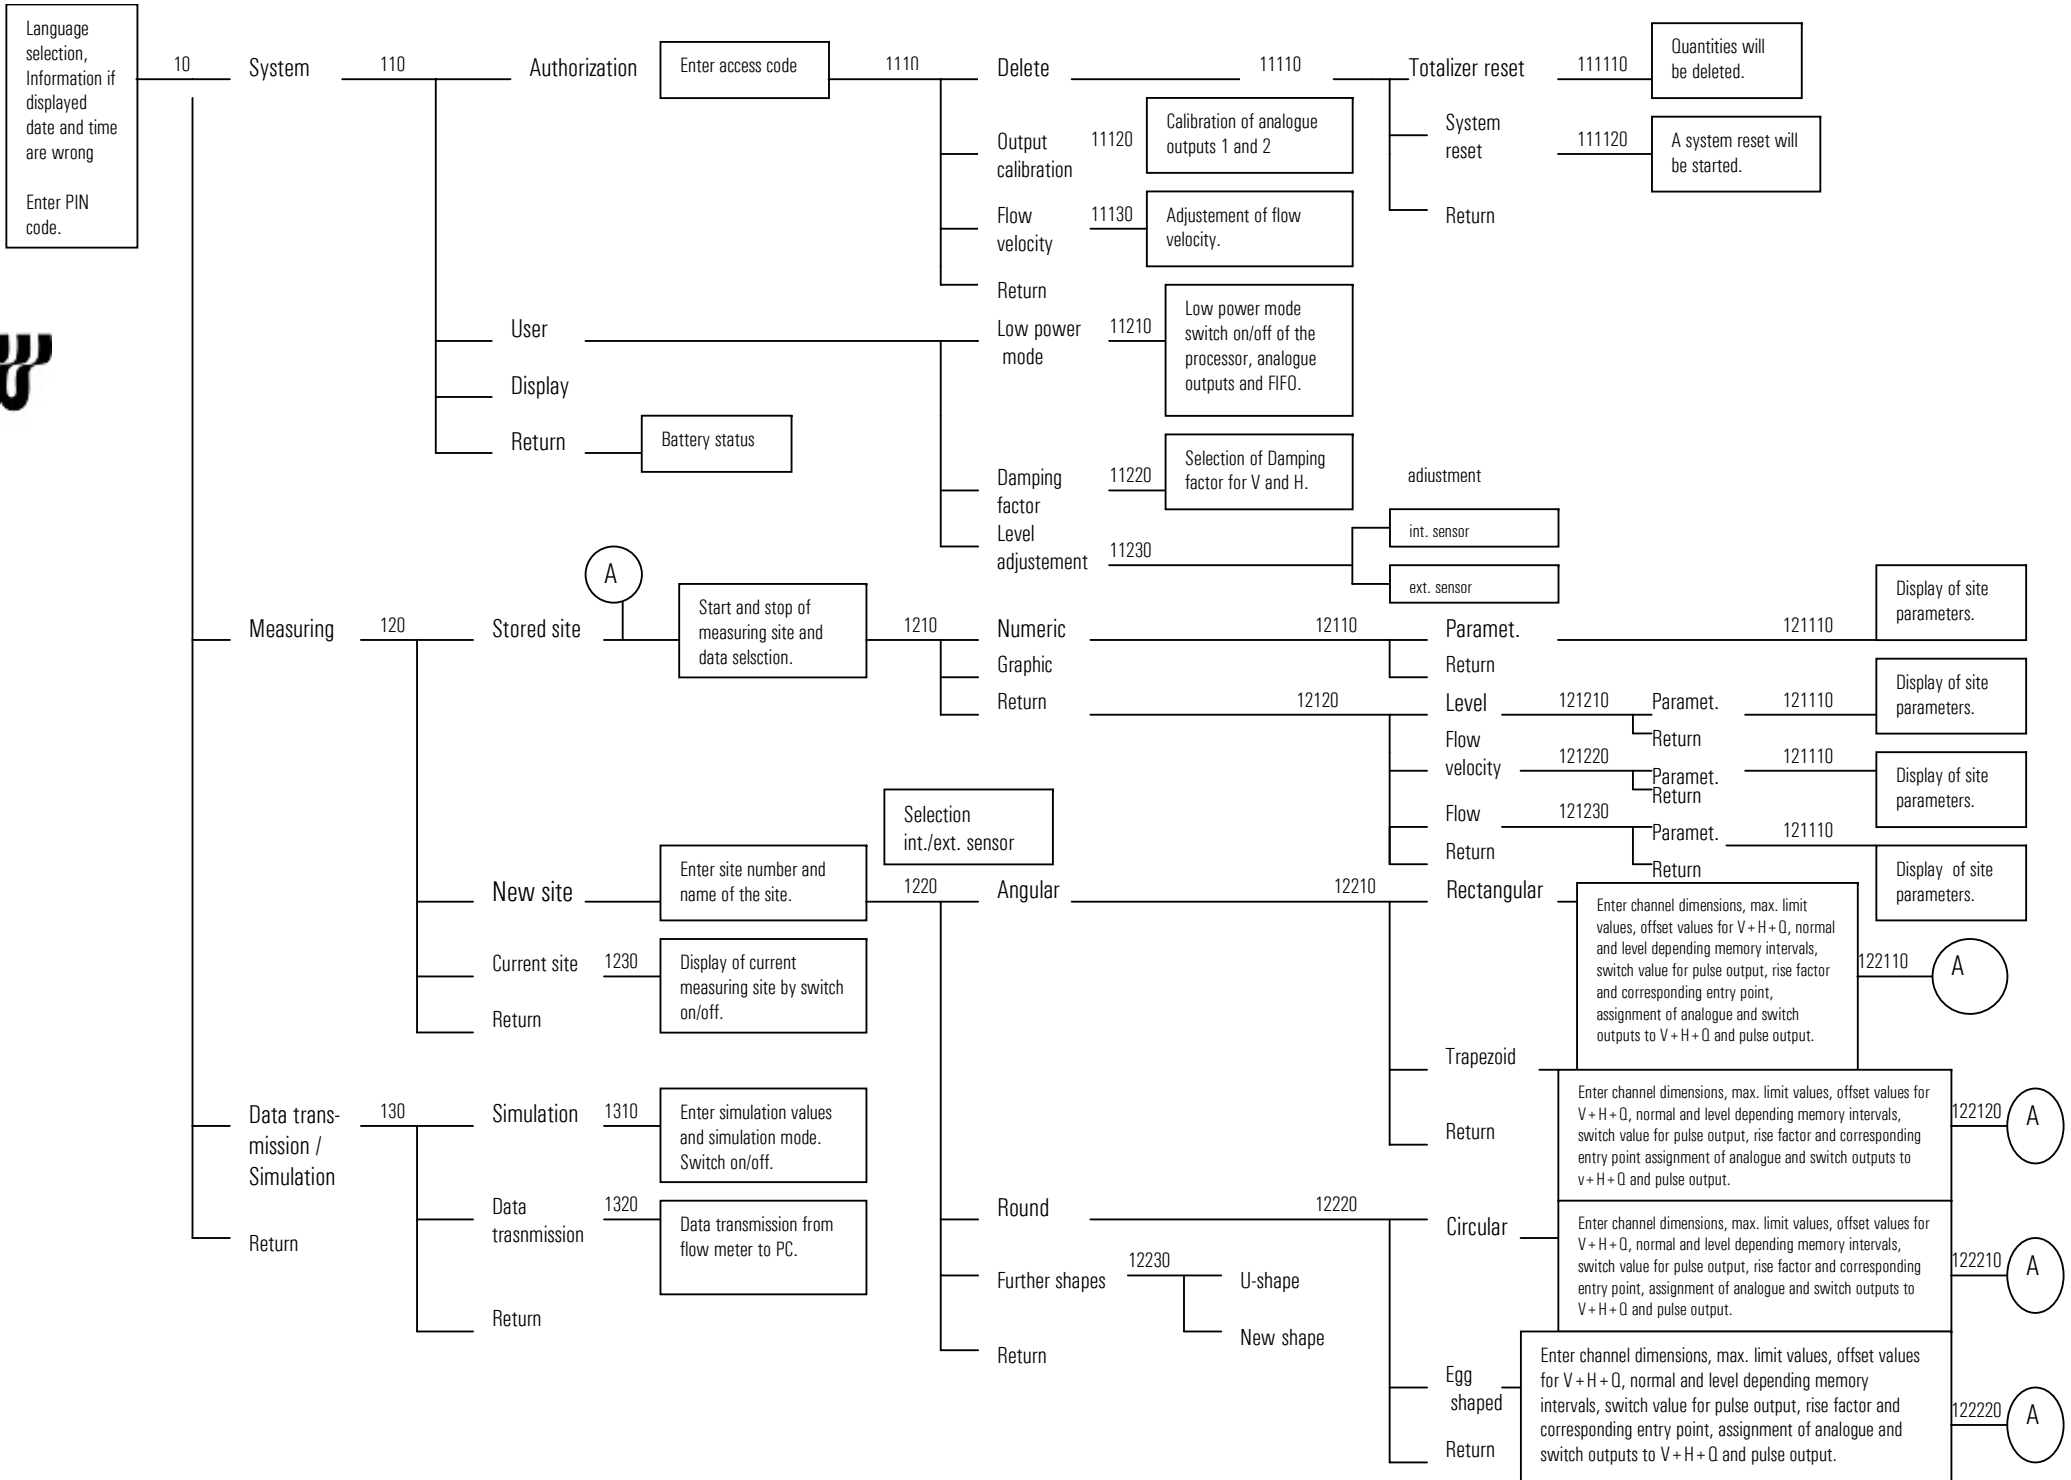 Language
selection,
Information if
displayed
date and time
are wrong
Enter PIN
code.
10
System
110
Authorization
Enter access code
1110
Delete
11110
Totalizer reset
111110
Quantities will
be deleted.
Output
calibration
11120
Calibration of analogue
outputs 1 and 2
System
reset
111120
A system reset will
be started.
Flow
velocity
11130
Adjustement of flow
velocity.
Return
Return
User
Low power
mode
11210
Low power mode
switch on/off of the
processor, analogue
outputs and FIFO.
Display
Return
Battery status
Damping
factor
11220
Selection of Damping
factor for V and H.
adiustment
Level
adjustement
11230
int. sensor
ext. sensor
A
Measuring
120
Stored site
Start and stop of
measuring site and
data selsction.
1210
Numeric
12110
Paramet.
121110
Display of site
parameters.
Graphic
Return
Return
12120
Level
121210
Paramet.
121110
Display of site
parameters.
Return
Flow
velocity
121220
Paramet.
121110
Display of site
parameters.
Return
Flow
121230
Paramet.
121110
Display of site
parameters.
Return
Return
Selection
int./ext. sensor
New site
Enter site number and
name of the site.
1220
Angular
12210
Rectangular
Enter channel dimensions, max. limit
values, offset values for V+H+Q, normal
and level depending memory intervals,
switch value for pulse output, rise factor
and corresponding entry point,
assignment of analogue and switch
outputs to V+H+Q and pulse output.
122110
A
Current site
1230
Display of current
measuring site by switch
on/off.
Return
Trapezoid
Enter channel dimensions, max. limit values, offset values for
V+H+Q, normal and level depending memory intervals,
switch value for pulse output, rise factor and corresponding
entry point assignment of analogue and switch outputs to
v+H+Q and pulse output.
122120
A
Return
Data trans-
mission /
Simulation
130
Simulation
1310
Enter simulation values
and simulation mode.
Switch on/off.
Data
trasnmission
1320
Data transmission from
flow meter to PC.
Return
Return
Round
12220
Circular
Enter channel dimensions, max. limit values, offset values for
V+H+Q, normal and level depending memory intervals,
switch value for pulse output, rise factor and corresponding
entry point, assignment of analogue and switch outputs to
V+H+Q and pulse output.
122210
A
Further shapes
12230
U-shape
New shape
Return
Egg
shaped
Enter channel dimensions, max. limit values, offset values
for V+H+Q, normal and level depending memory
intervals, switch value for pulse output, rise factor and
corresponding entry point, assignment of analogue and
switch outputs to V+H+Q and pulse output.
122220
A
Return